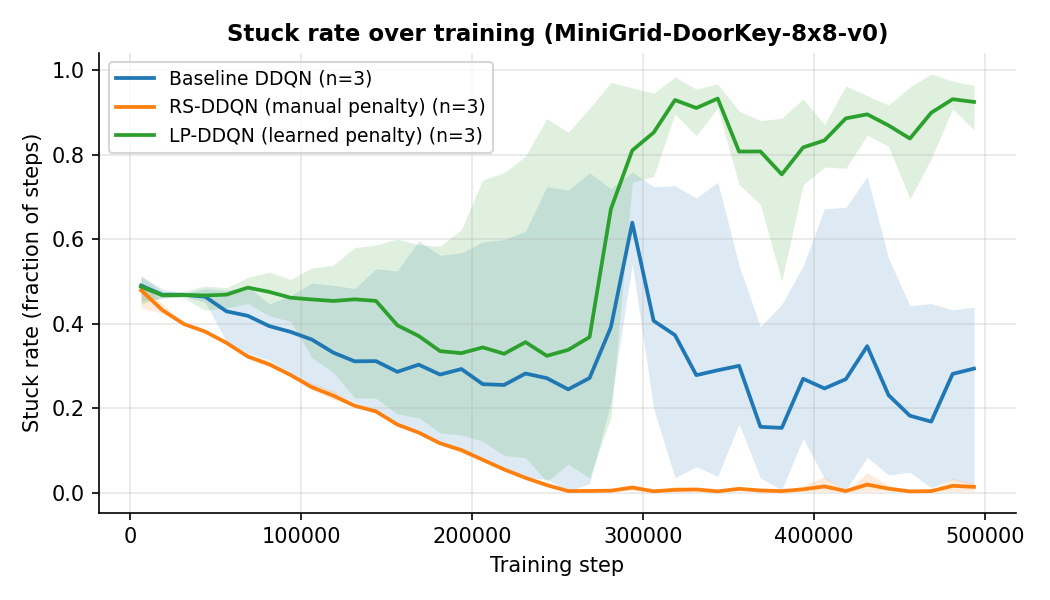 Stuck rate over training (MiniGrid-DoorKey-8x8-v0)
Baseline DDQN (n=3)
RS-DDQN (manual penalty) (n=3)
LP-DDQN (learned penalty) (n=3)
Stuck rate (fraction of steps)
1.0
0.8
0.6
0.4
0.2
0.0
0 100000 200000 300000 400000 500000
Training step